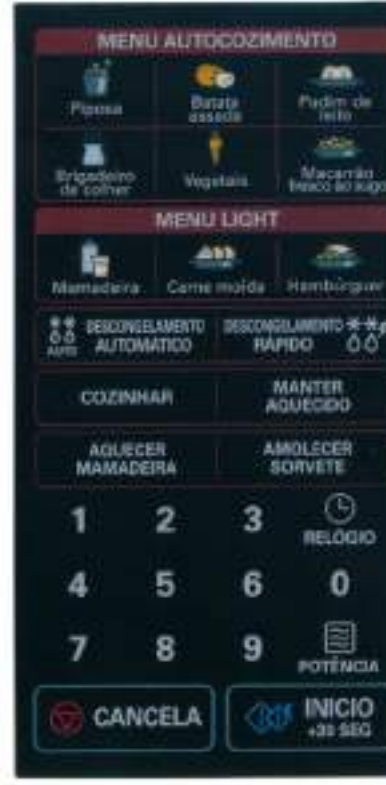 MENU AUTOCOZIMENTO
Pipoca Batata Pudim de
assada leite
Brigadeiro Vegetais Macarrão
de colher fresco ao sugo
MENU LIGHT
Mamadeira Carne moída Hambúrguer
DESCONGELAMENTO DESCONGELAMENTO
AUTO AUTOMÁTICO RÁPIDO
COZINHAR MANTER
AQUECIDO
AQUECER AMOLECER
MAMADEIRA SORVETE
1 2 3
RELÓGIO
4 5 6 0
7 8 9
POTÊNCIA
CANCELA INICIO
+30 SEG